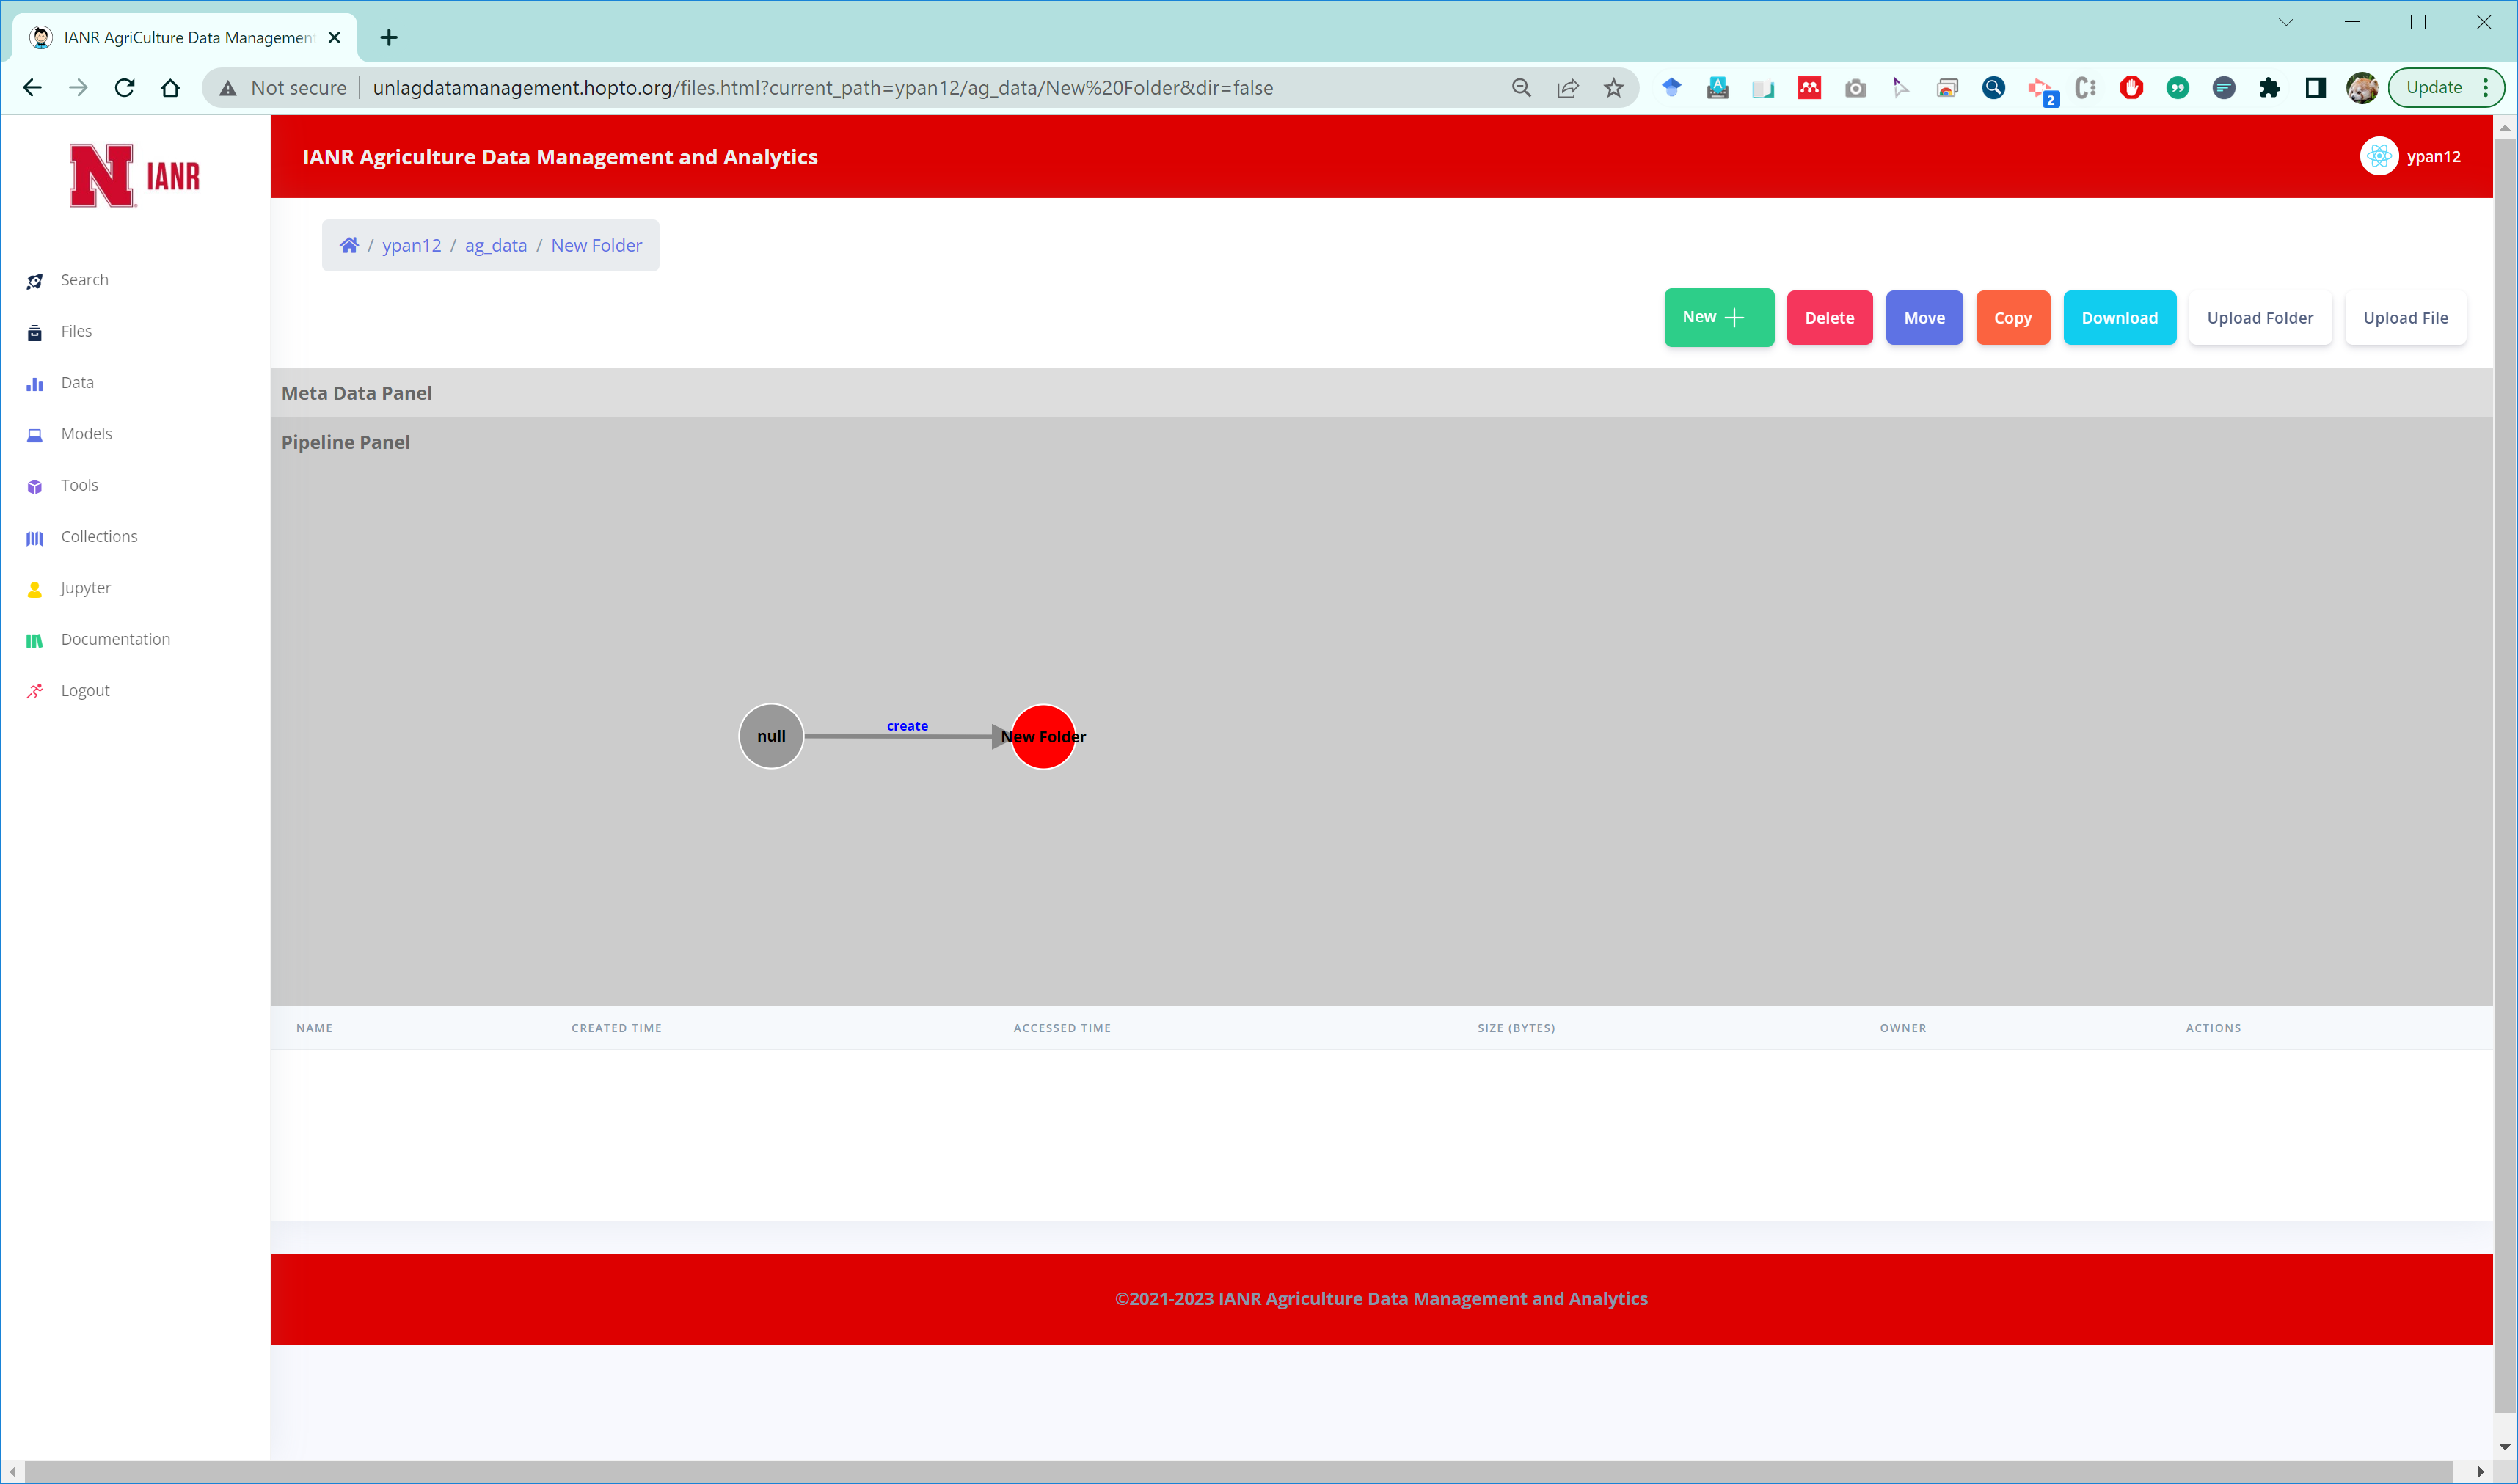 IANR AgriCulture Data Management
Not secure
unlagdatamanagement.hopto.org/files.html?current_path=ypan12/ag_data/New%20Folder&dir=false
2
Update
N IANR
IANR Agriculture Data Management and Analytics
ypan12
/ ypan12 / ag_data / New Folder
Search
Files
Data
Models
Tools
Collections
Jupyter
Documentation
Logout
New
Delete
Move
Copy
Download
Upload Folder
Upload File
Meta Data Panel
Pipeline Panel
null
create
New Folder
NAME CREATED TIME ACCESSED TIME SIZE (BYTES) OWNER ACTIONS
©2021-2023 IANR Agriculture Data Management and Analytics